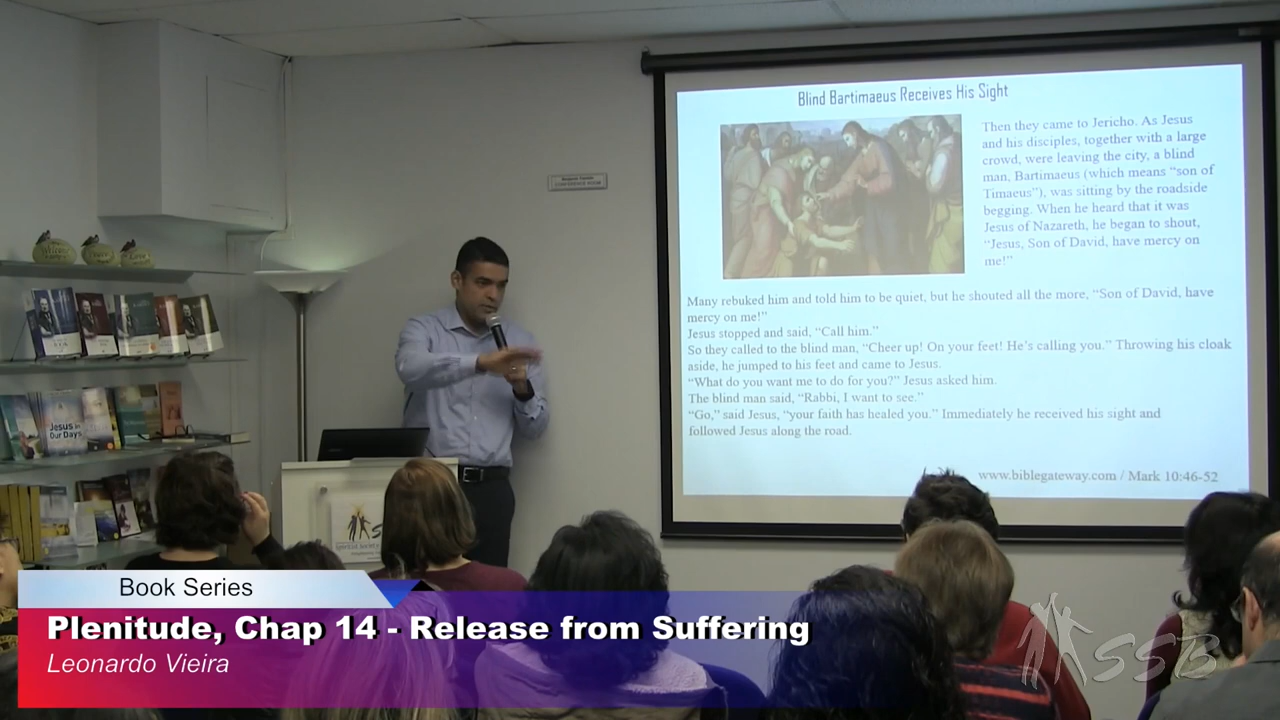 Blind Bartimaeus Receives His Sight
Then they came to Jericho. As Jesus
and his disciples, together with a large
crowd, were leaving the city, a blind
man, Bartimaeus (which means “son of
Timaeus”), was sitting by the roadside
begging. When he heard that it was
Jesus of Nazareth, he began to shout,
“Jesus, Son of David, have mercy on
me!”
Many rebuked him and told him to be quiet, but he shouted all the more, “Son of David, have
mercy on me!”
Jesus stopped and said, “Call him.”
So they called to the blind man, “Cheer up! On your feet! He’s calling you.” Throwing his cloak
aside, he jumped to his feet and came to Jesus.
“What do you want me to do for you?” Jesus asked him.
The blind man said, “Rabbi, I want to see.”
“Go,” said Jesus, “your faith has healed you.” Immediately he received his sight and
followed Jesus along the road.
www.biblegateway.com / Mark 10:46-52
CONFERENCE ROOM
Jesus in
Our Days
Book Series
Plenitude, Chap 14 - Release from Suffering
Leonardo Vieira
SSB